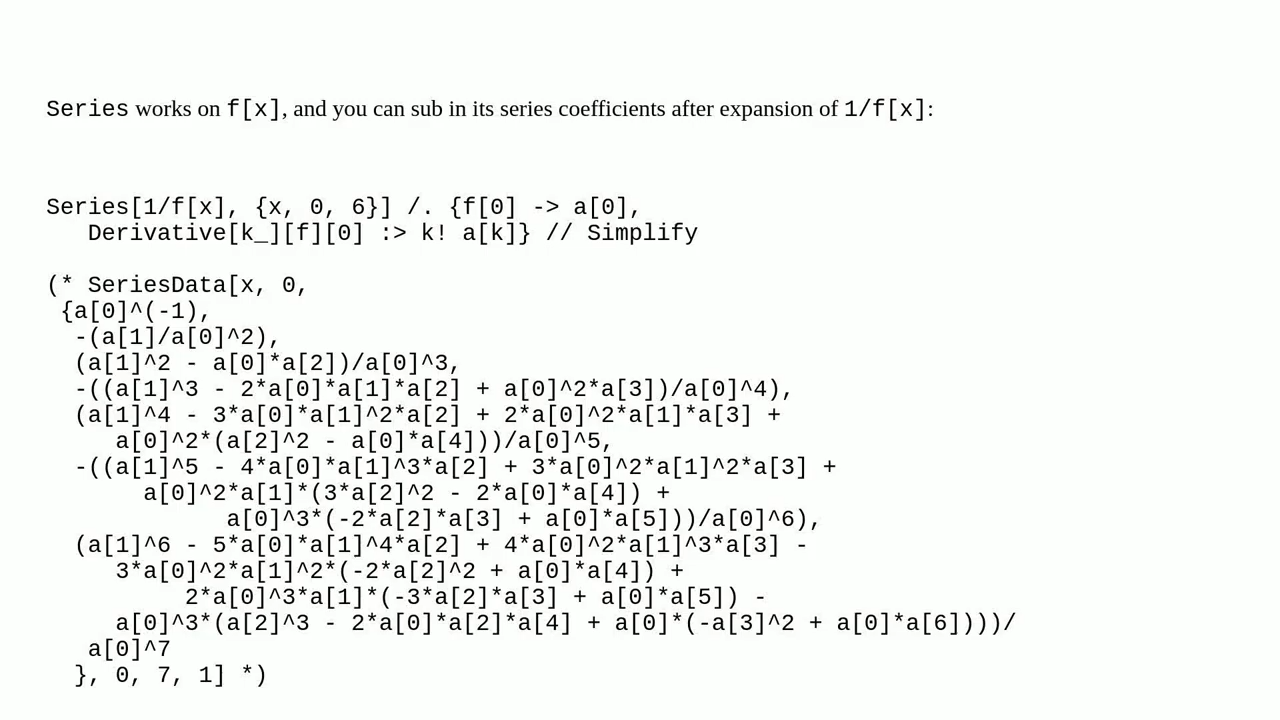 Series works on f[x], and you can sub in its series coefficients after expansion of 1/f[x]:
Series[1/f[x], {x, 0, 6}] /. {f[0] -> a[0],
   Derivative[k_][f][0] :> k! a[k]} // Simplify
(* SeriesData[x, 0,
 {a[0]^(-1),
  -(a[1]/a[0]^2),
  (a[1]^2 - a[0]*a[2])/a[0]^3,
  -((a[1]^3 - 2*a[0]*a[1]*a[2] + a[0]^2*a[3])/a[0]^4),
  (a[1]^4 - 3*a[0]*a[1]^2*a[2] + 2*a[0]^2*a[1]*a[3] +
     a[0]^2*(a[2]^2 - a[0]*a[4]))/a[0]^5,
  -((a[1]^5 - 4*a[0]*a[1]^3*a[2] + 3*a[0]^2*a[1]^2*a[3] +
       a[0]^2*a[1]*(3*a[2]^2 - 2*a[0]*a[4]) +
             a[0]^3*(-2*a[2]*a[3] + a[0]*a[5]))/a[0]^6),
  (a[1]^6 - 5*a[0]*a[1]^4*a[2] + 4*a[0]^2*a[1]^3*a[3] -
     3*a[0]^2*a[1]^2*(-2*a[2]^2 + a[0]*a[4]) +
          2*a[0]^3*a[1]*(-3*a[2]*a[3] + a[0]*a[5]) -
     a[0]^3*(a[2]^3 - 2*a[0]*a[2]*a[4] + a[0]*(-a[3]^2 + a[0]*a[6])))/
   a[0]^7
  }, 0, 7, 1] *)